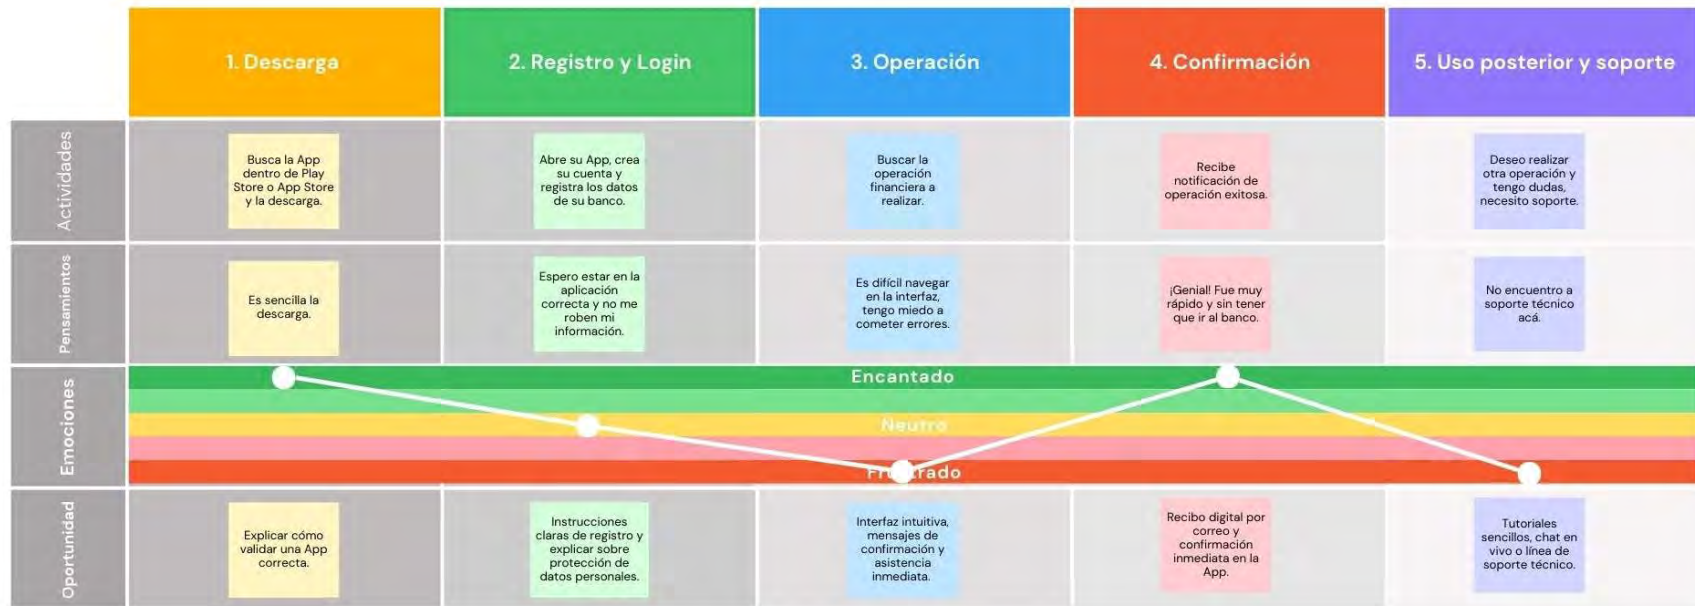 1. Descarga
2. Registro y Login
3. Operación
4. Confirmación
5. Uso posterior y soporte
Actividades
Busca la App
dentro de Play
Store o App Store
y la descarga.
Abre su App, crea
su cuenta y
registra los datos
de su banco.
Buscar la
operación
financiera a
realizar.
Recibe
notificación de
operación exitosa.
Deseo realizar
otra operación y
tengo dudas,
necesito soporte.
Pensamientos
Es sencilla la
descarga.
Espero estar en la
aplicación
correcta y no me
roben mi
información.
Es difícil navegar
en la interfaz,
tengo miedo a
cometer errores.
¡Genial! Fue muy
rápido y sin tener
que ir al banco.
No encuentro a
soporte técnico
acá.
Emociones
Encantado
Neutro
Frustrado
Oportunidad
Explicar cómo
validar una App
correcta.
Instrucciones
claras de registro y
explicar sobre
protección de
datos personales.
Interfaz intuitiva,
mensajes de
confirmación y
asistencia
inmediata.
Recibo digital por
correo y
confirmación
inmediata en la
App.
Tutoriales
sencillos, chat en
vivo o línea de
soporte técnico.